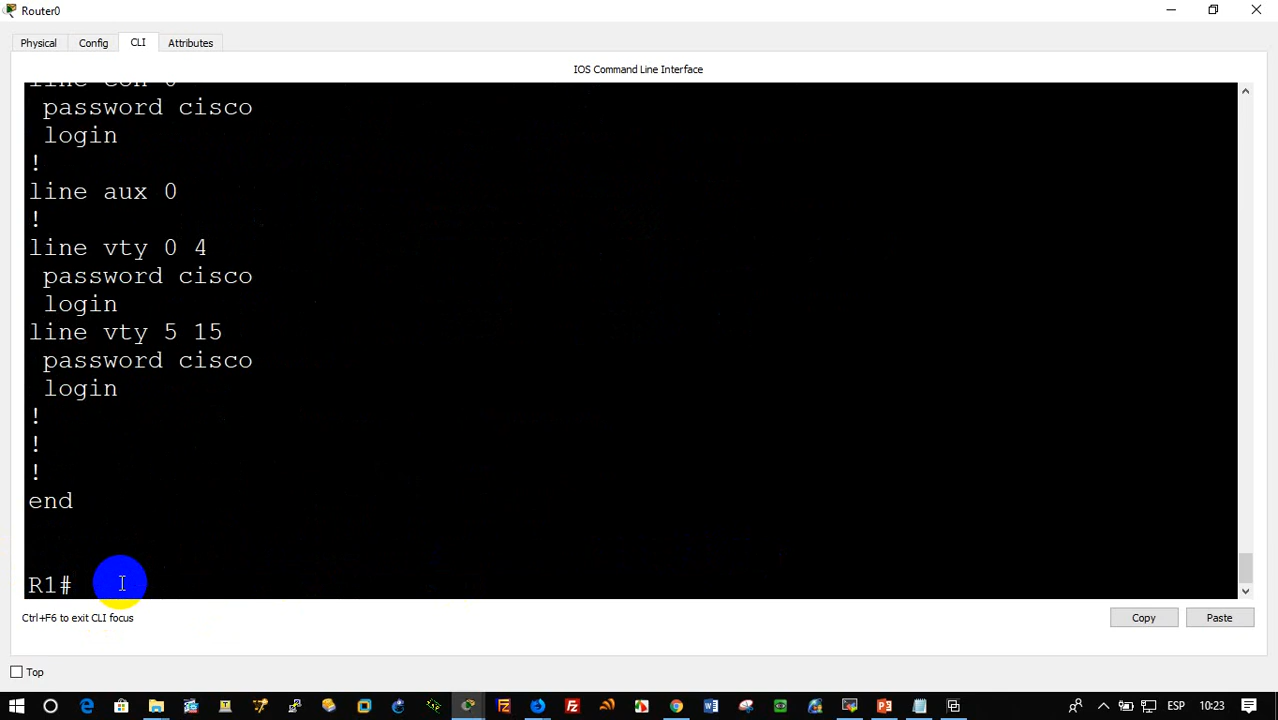 Router0
Physical
Config
CLI
Attributes
IOS Command Line Interface
line con 0
password cisco
login
!
line aux 0
!
line vty 0 4
password cisco
login
line vty 5 15
password cisco
login
!
!
!
end
R1#
Ctrl+F6 to exit CLI focus
Copy
Paste
Top
ESP
10:23